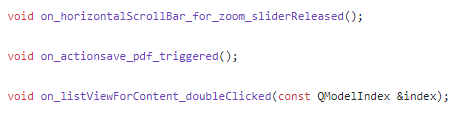 void on_horizontalScrollBar_for_zoom_sliderReleased();
void on_actionsave_pdf_triggered();
void on_listViewForContent_doubleClicked(const QModelIndex &index);